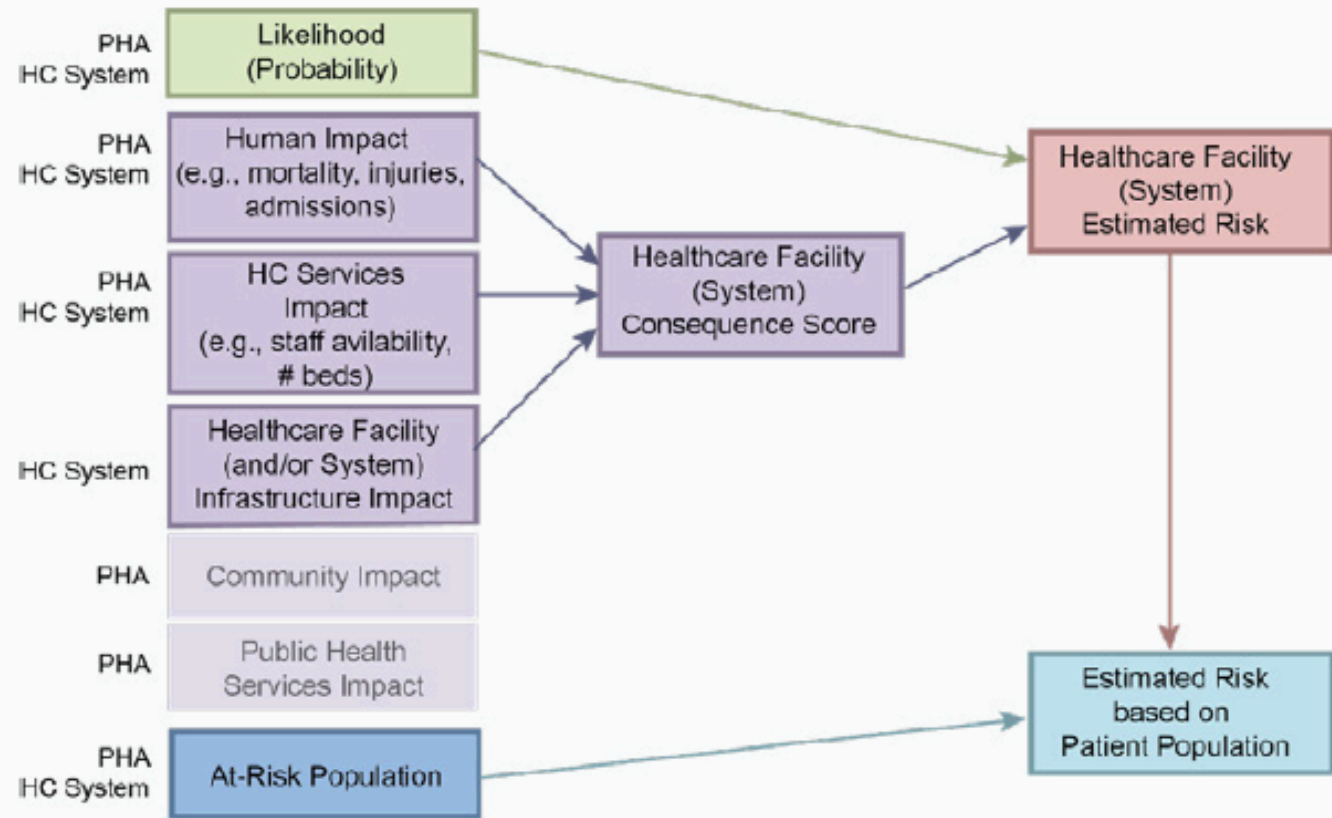 PHA
HC System
Likelihood
(Probability)
PHA
HC System
Human Impact
(e.g., mortality, injuries,
admissions)
PHA
HC System
HC Services
Impact
(e.g., staff avilability,
# beds)
HC System
Healthcare Facility
(and/or System)
Infrastructure Impact
PHA
Community Impact
PHA
Public Health
Services Impact
PHA
HC System
At-Risk Population
Healthcare Facility
(System)
Consequence Score
Healthcare Facility
(System)
Estimated Risk
Estimated Risk
based on
Patient Population